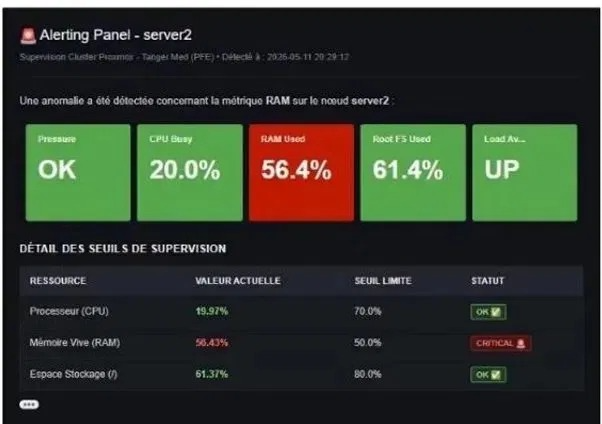 🚨 Alerting Panel - server2
Supervision Cluster Proxmox - Tanger Med (PFE) • Détecté à : 2026-05-11 20:29:12
Une anomalie a été détectée concernant la métrique RAM sur le nœud server2 :
Pressure
CPU Busy
RAM Used
Root FS Used
Load Av...
OK
20.0%
56.4%
61.4%
UP
DÉTAIL DES SEUILS DE SUPERVISION
RESSOURCE VALEUR ACTUELLE SEUIL LIMITE STATUT
Processeur (CPU) 19.97% 70.0% OK ✅
Mémoire Vive (RAM) 56.43% 50.0% CRITICAL 🚨
Espace Stockage (/) 61.37% 80.0% OK ✅